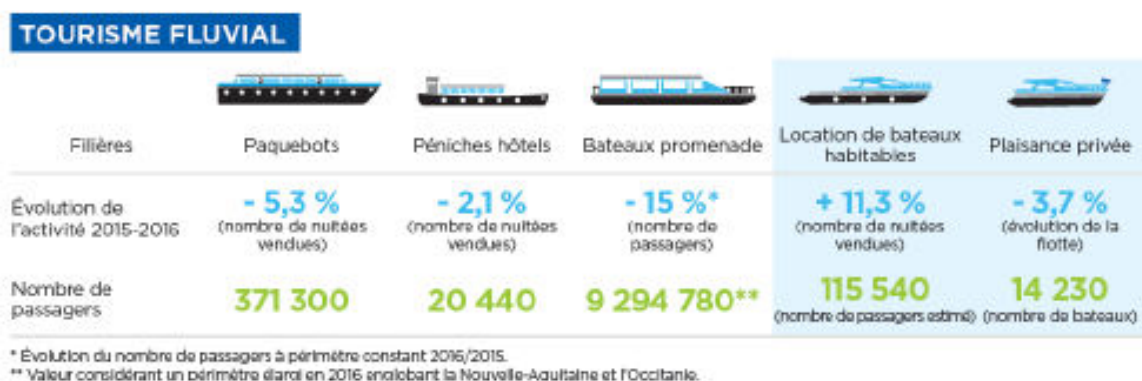 TOURISME FLUVIAL
Filières
Paquebots
Péniches hôtels
Bateaux promenade
Location de bateaux
habitables
Plaisance privée
Évolution de
l'activité 2015-2016
- 5,3 %
(nombre de nuitées
vendues)
- 2,1 %
(nombre de nuitées
vendues)
- 15 %*
(nombre de
passagers)
+ 11,3 %
(nombre de nuitées
vendues)
- 3,7 %
(évolution de la
flotte)
Nombre de
passagers
371 300
20 440
9 294 780**
115 540
(nombre de passagers estimé)
14 230
(nombre de bateaux)
* Évolution du nombre de passagers à périmètre constant 2016/2015.
** Valeur considérant un périmètre élargi en 2016 englobant la Nouvelle-Aquitaine et l'Occitanie.